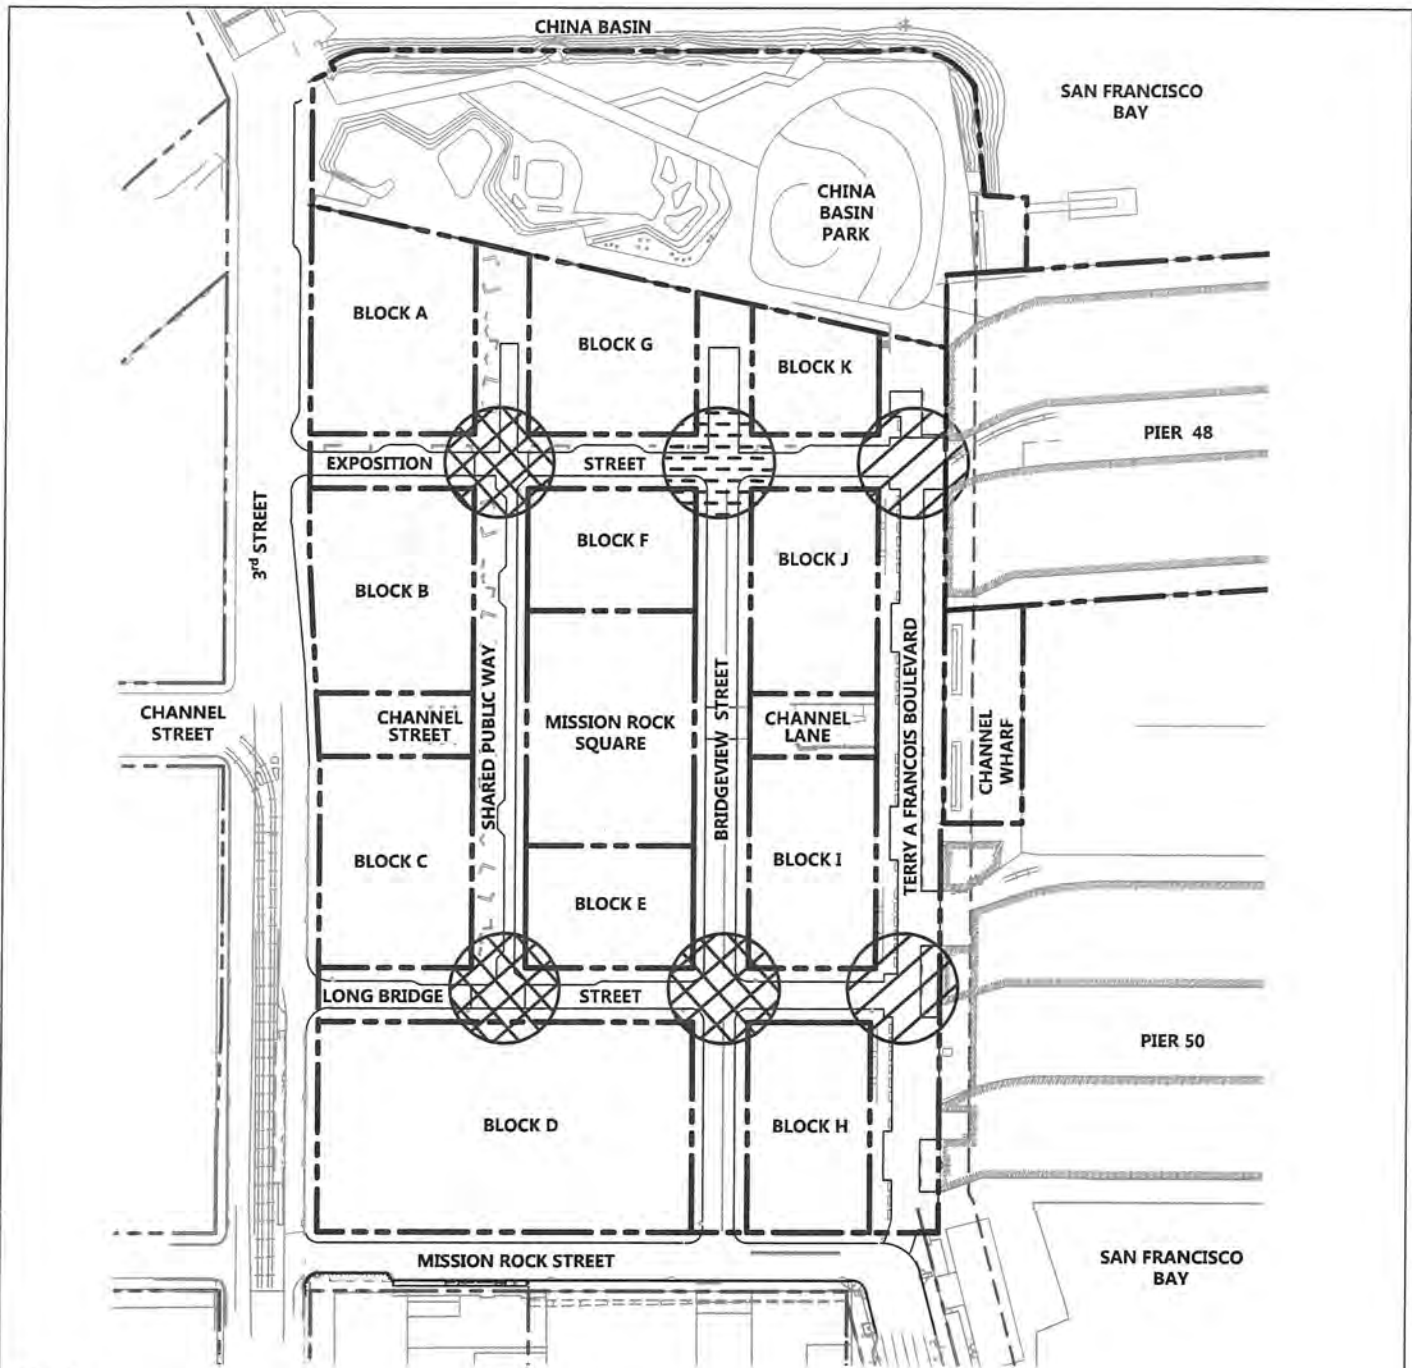 CHINA BASIN
SAN FRANCISCO
BAY
CHINA
BASIN
PARK
BLOCK A
BLOCK G
BLOCK K
PIER 48
EXPOSITION
STREET
3rd STREET
BLOCK F
BLOCK J
BLOCK B
SHARED PUBLIC WAY
BRIDGEVIEW STREET
TERRY A FRANCOIS BOULEVARD
CHANNEL
STREET
CHANNEL
STREET
MISSION ROCK
SQUARE
CHANNEL
LANE
CHANNEL
WHARF
BLOCK C
BLOCK I
BLOCK E
LONG BRIDGE
STREET
PIER 50
BLOCK D
BLOCK H
MISSION ROCK STREET
SAN FRANCISCO
BAY